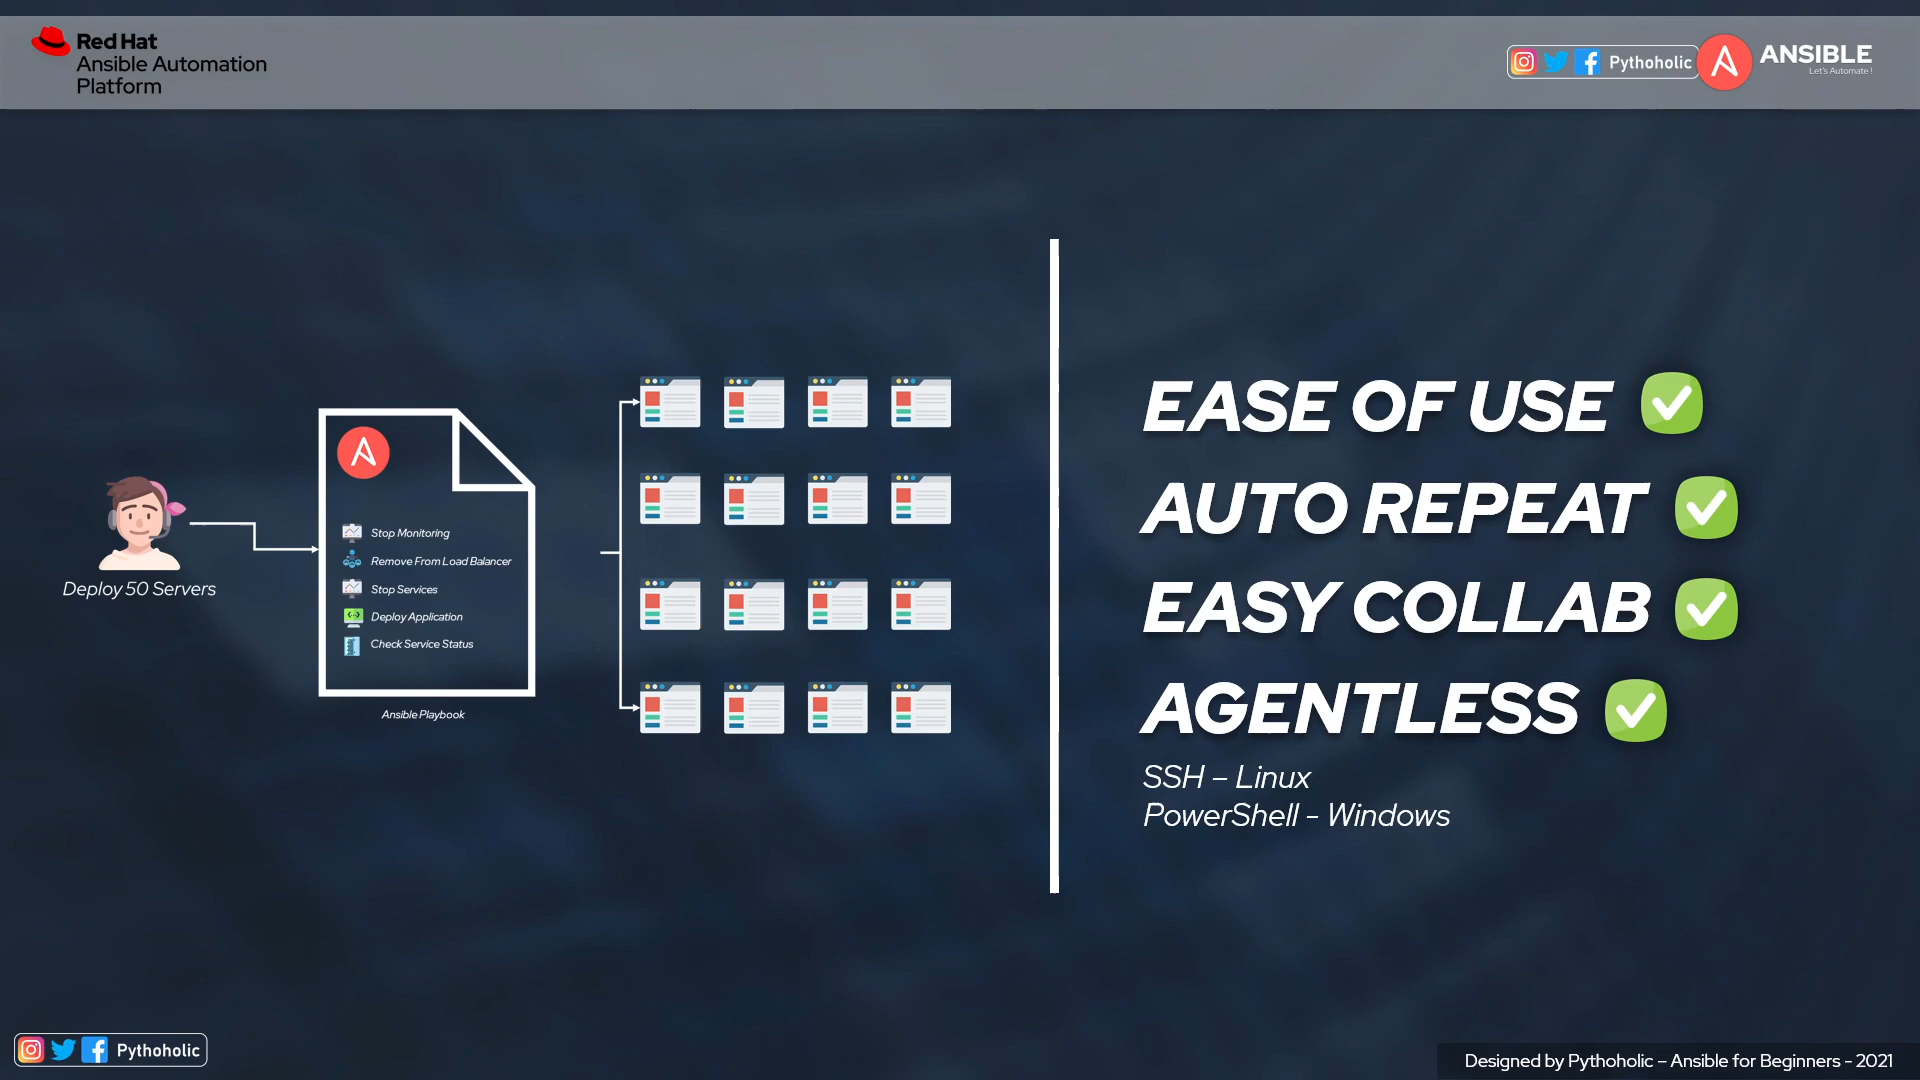 Red Hat
Ansible Automation
Platform
Pythoholic
ANSIBLE
Let's Automate !
Deploy 50 Servers
Stop Monitoring
Remove From Load Balancer
Stop Services
Deploy Application
Check Service Status
Ansible Playbook
EASE OF USE
AUTO REPEAT
EASY COLLAB
AGENTLESS
SSH – Linux
PowerShell - Windows
Pythoholic
Designed by Pythoholic – Ansible for Beginners - 2021